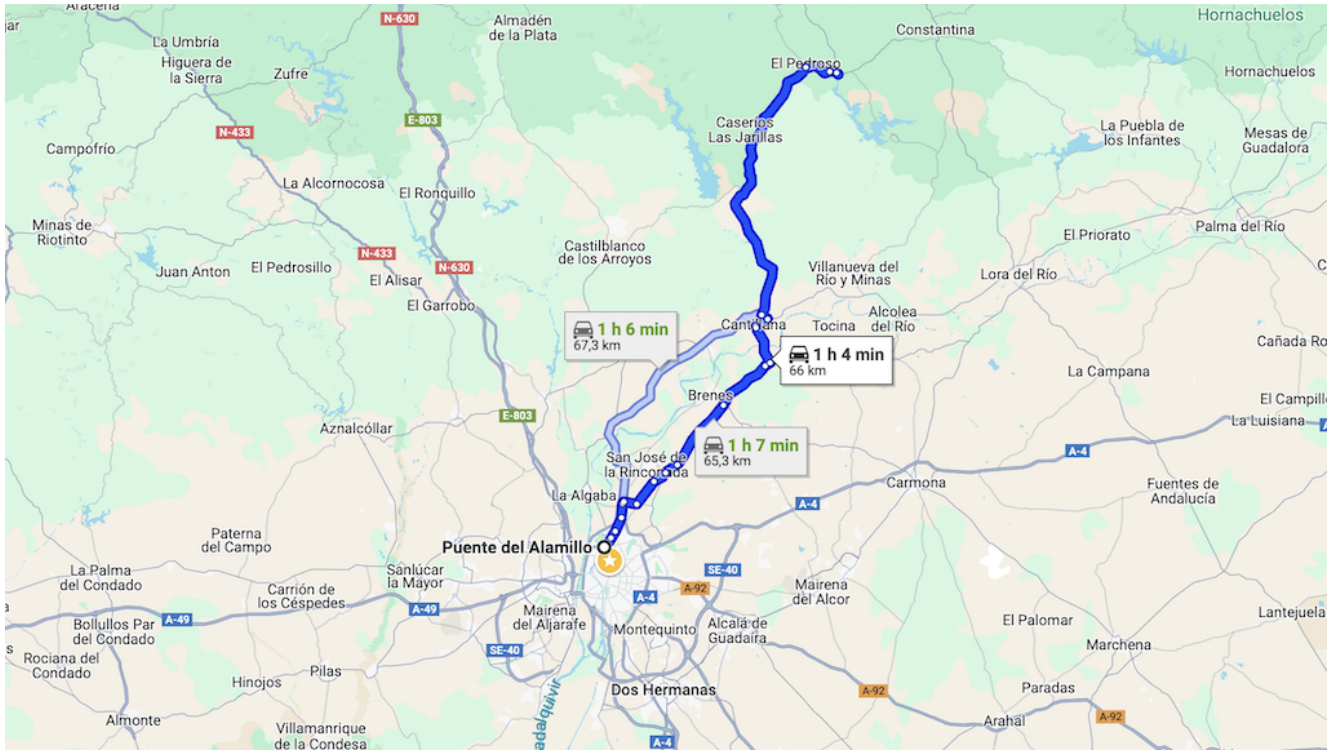 Aracena
N-630
Almadén
de la Plata
Hornachuelos
Constantina
La Umbría
Higuera de
la Sierra
Zufre
El Pedroso
Hornachuelos
E-803
N-433
Caseríos
Las Jarillas
La Puebla de
los Infantes
Mesas de
Guadalora
Campofrío
La Alcornocosa
El Ronquillo
Minas de
Riotinto
Castilblanco
de los Arroyos
El Priorato
Palma del Río
N-433
N-630
Juan Anton
El Pedrosillo
El Alisar
El Garrobo
Villanueva del
Río y Minas
Lora del Río
Cantillana
Tocina
Alcolea
del Río
1 h 6 min
67,3 km
1 h 4 min
66 km
Cañada Ro
La Campana
Brenes
El Campillo
La Luisiana
E-803
Aznalcóllar
1 h 7 min
65,3 km
A-4
San José de
la Rinconada
La Algaba
Carmona
Fuentes de
Andalucía
A-4
Paterna
del Campo
Puente del Alamillo
La Palma
del Condado
Sanlúcar
la Mayor
SE-40
A-92
Mairena
del Alcor
Carrión de
los Céspedes
A-49
A-49
A-4
Mairena
del Aljarafe
Montequinto
Alcalá de
Guadaíra
El Palomar
Lantejuela
Bollullos Par
del Condado
SE-40
Marchena
Rociana del
Condado
Pilas
Hinojos
Dos Hermanas
A-92
Paradas
Almonte
adalquivir
A-92
Arahal
Villamanrique
de la Condesa
A-4